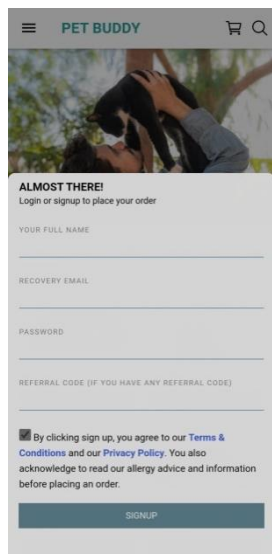 PET BUDDY
ALMOST THERE!
Login or signup to place your order
YOUR FULL NAME
RECOVERY EMAIL
PASSWORD
REFERRAL CODE (IF YOU HAVE ANY REFERRAL CODE)
By clicking sign up, you agree to our Terms &
Conditions and our Privacy Policy. You also
acknowledge to read our allergy advice and information
before placing an order.
SIGNUP